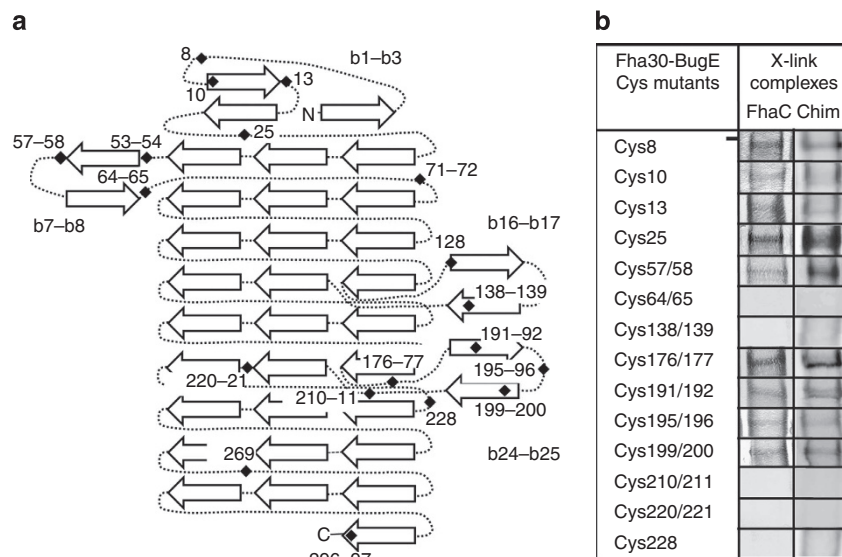 a
b
8
b1–b3
10
13
N
25
57–58
53–54
64–65
71–72
b7–b8
b16–b17
128
138–139
191–92
176–77
195–96
220–21
210–11
199–200
228
269
b24–b25
C
Fha30-BugE
Cys mutants
X-link
complexes
FhaC Chim
Cys8
Cys10
Cys13
Cys25
Cys57/58
Cys64/65
Cys138/139
Cys176/177
Cys191/192
Cys195/196
Cys199/200
Cys210/211
Cys220/221
Cys228